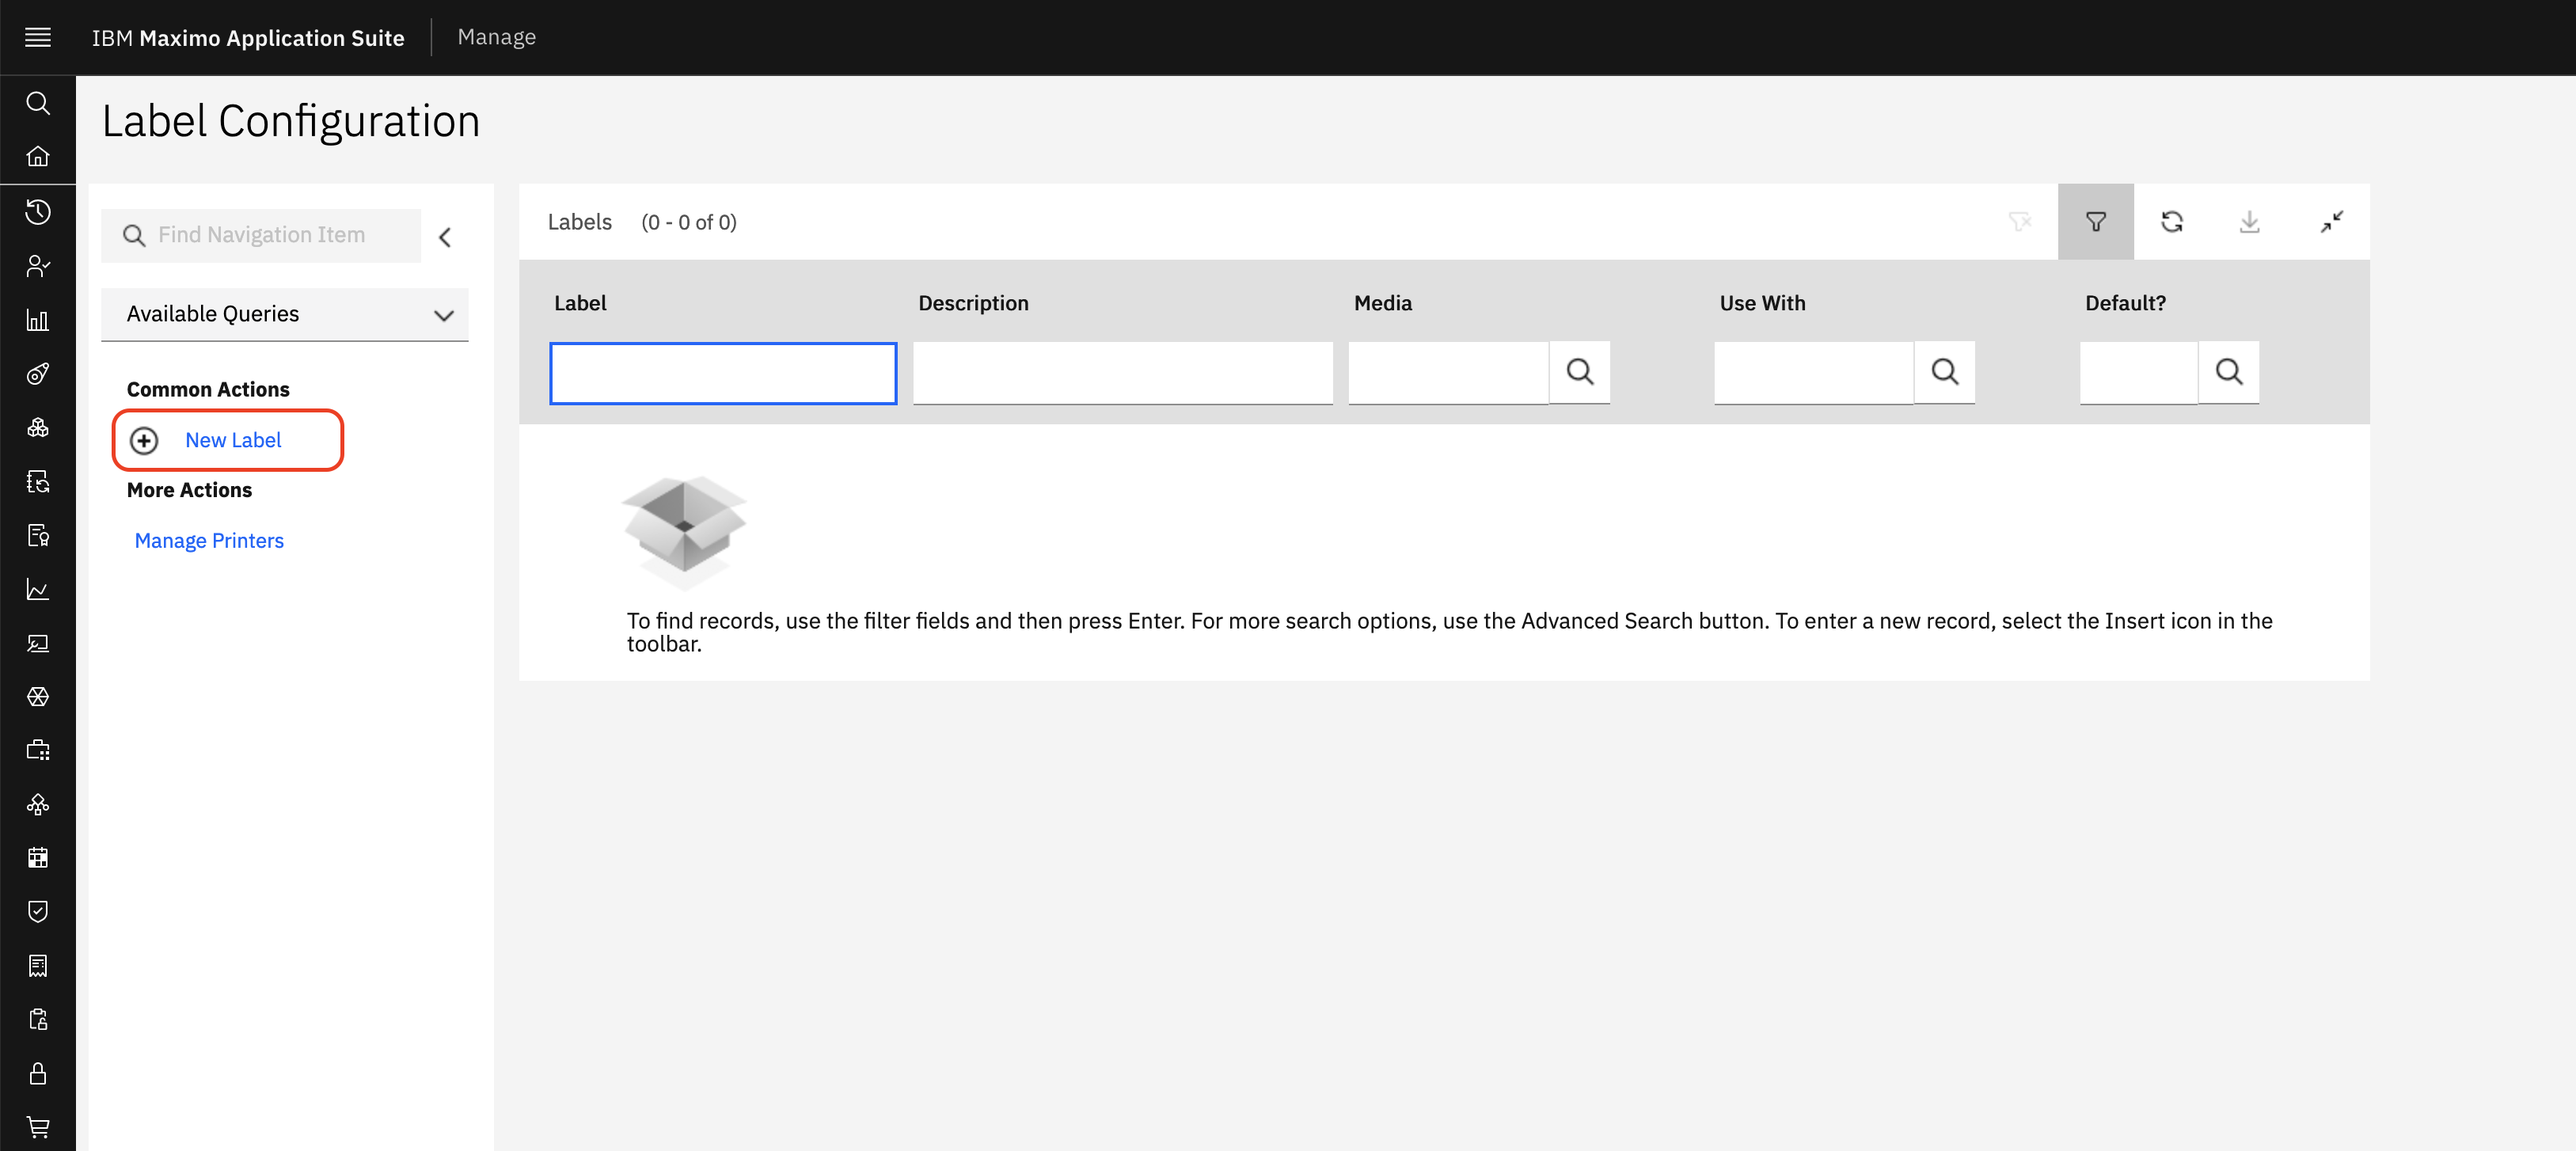 IBM Maximo Application Suite Manage
Label Configuration
Find Navigation Item
Available Queries
Common Actions
New Label
More Actions
Manage Printers
Labels (0 - 0 of 0)
Label Description Media Use With Default?
To find records, use the filter fields and then press Enter. For more search options, use the Advanced Search button. To enter a new record, select the Insert icon in the
toolbar.